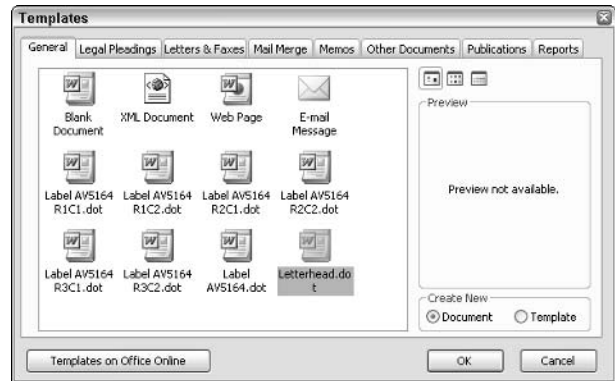 Templates
General Legal Pleadings Letters & Faxes Mail Merge Memos Other Documents Publications Reports
Blank
Document
XML Document
Web Page
E-mail
Message
Label AV5164
R1C1.dot
Label AV5164
R1C2.dot
Label AV5164
R2C1.dot
Label AV5164
R2C2.dot
Label AV5164
R3C1.dot
Label AV5164
R3C2.dot
Label
AV5164.dot
Letterhead.do
t
Preview
Preview not available.
Create New
Document Template
Templates on Office Online
OK
Cancel